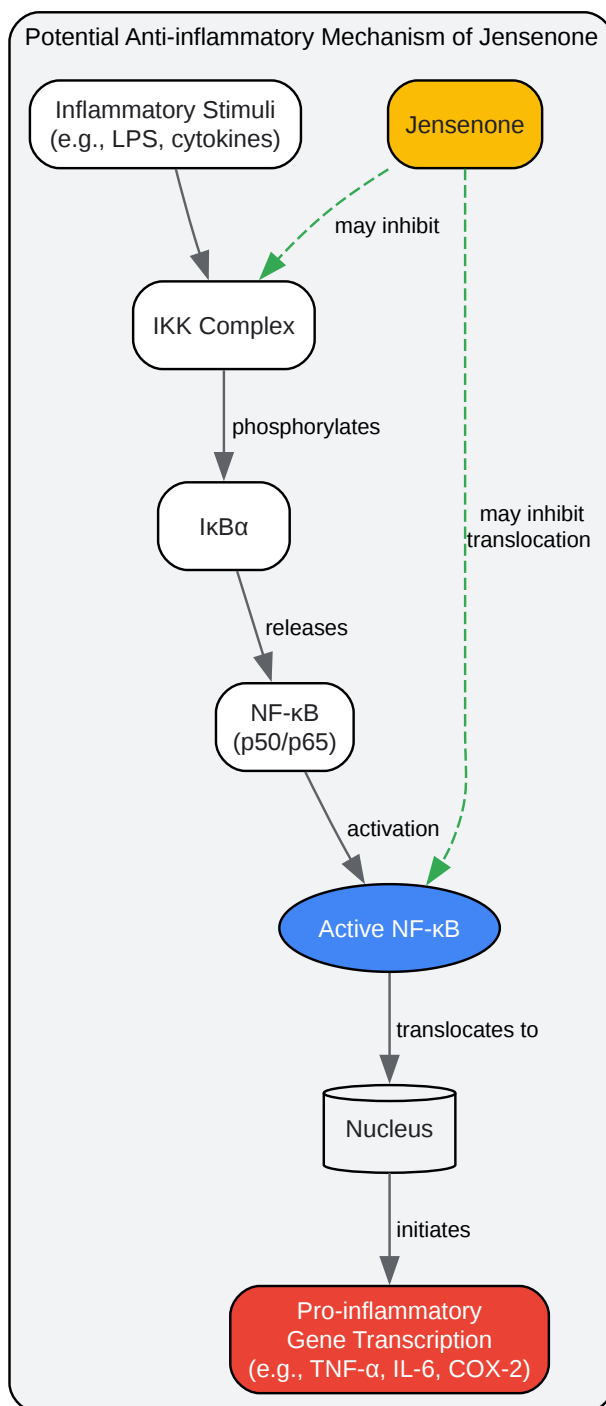 Potential Anti-inflammatory Mechanism of Jensenone
Inflammatory Stimuli
(e.g., LPS, cytokines)
Jensenone
may inhibit
IKK Complex
phosphorylates
IκBα
may inhibit
translocation
releases
NF-κB
(p50/p65)
activation
Active NF-κB
translocates to
Nucleus
initiates
Pro-inflammatory
Gene Transcription
(e.g., TNF-α, IL-6, COX-2)